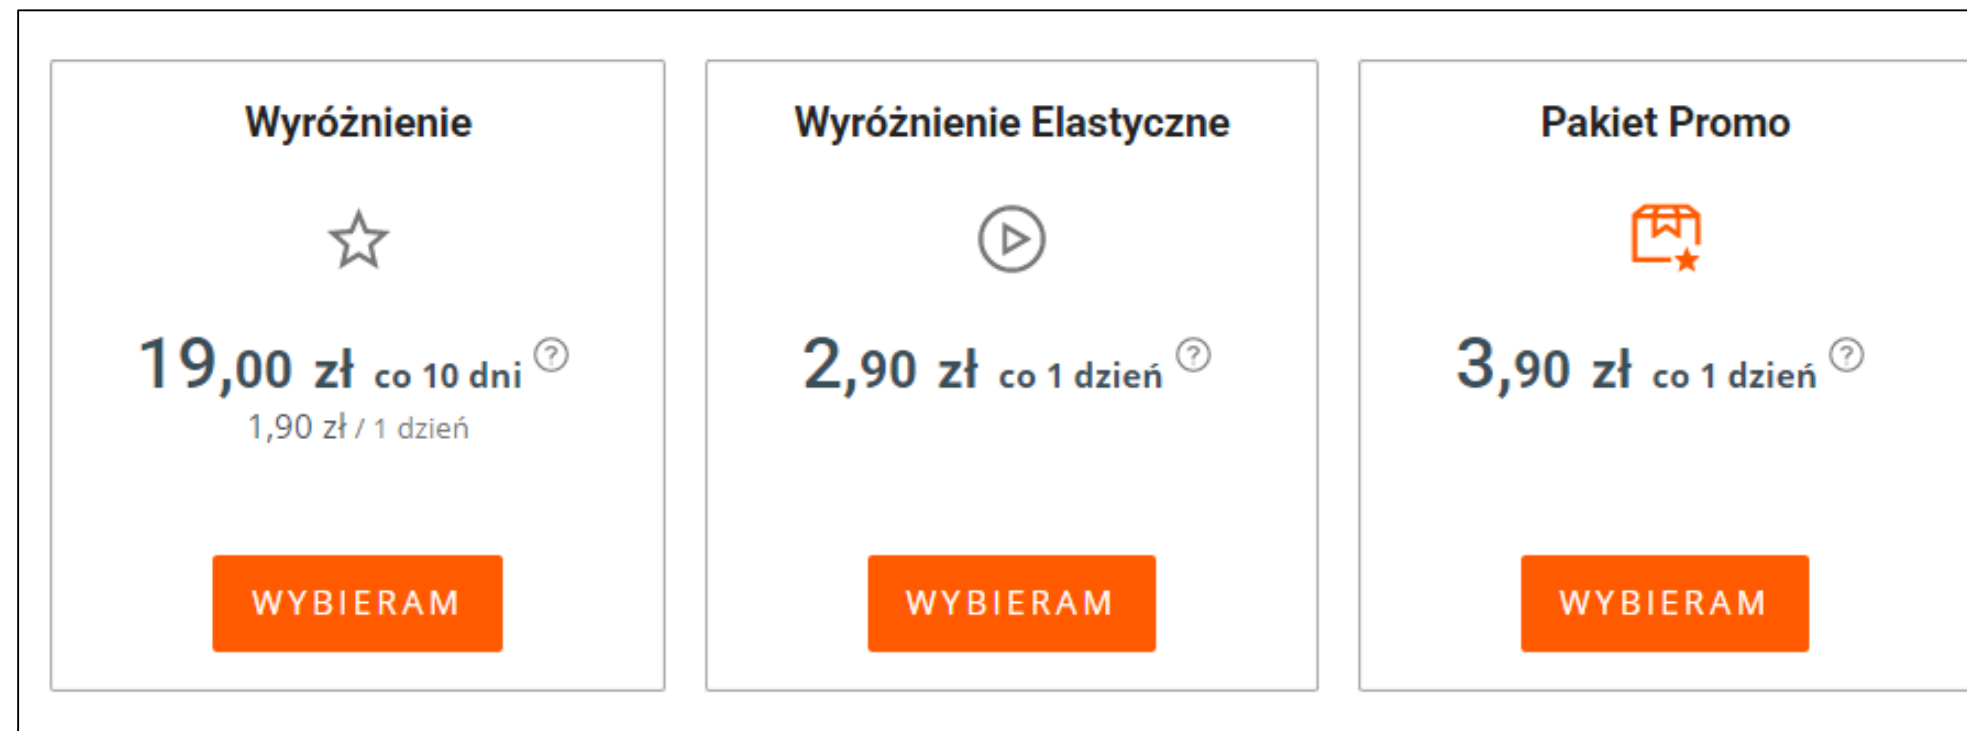 Wyróżnienie
19,00 zł co 10 dni ?
1,90 zł / 1 dzień
WYBIERAM
Wyróżnienie Elastyczne
2,90 zł co 1 dzień ?
WYBIERAM
Pakiet Promo
3,90 zł co 1 dzień ?
WYBIERAM